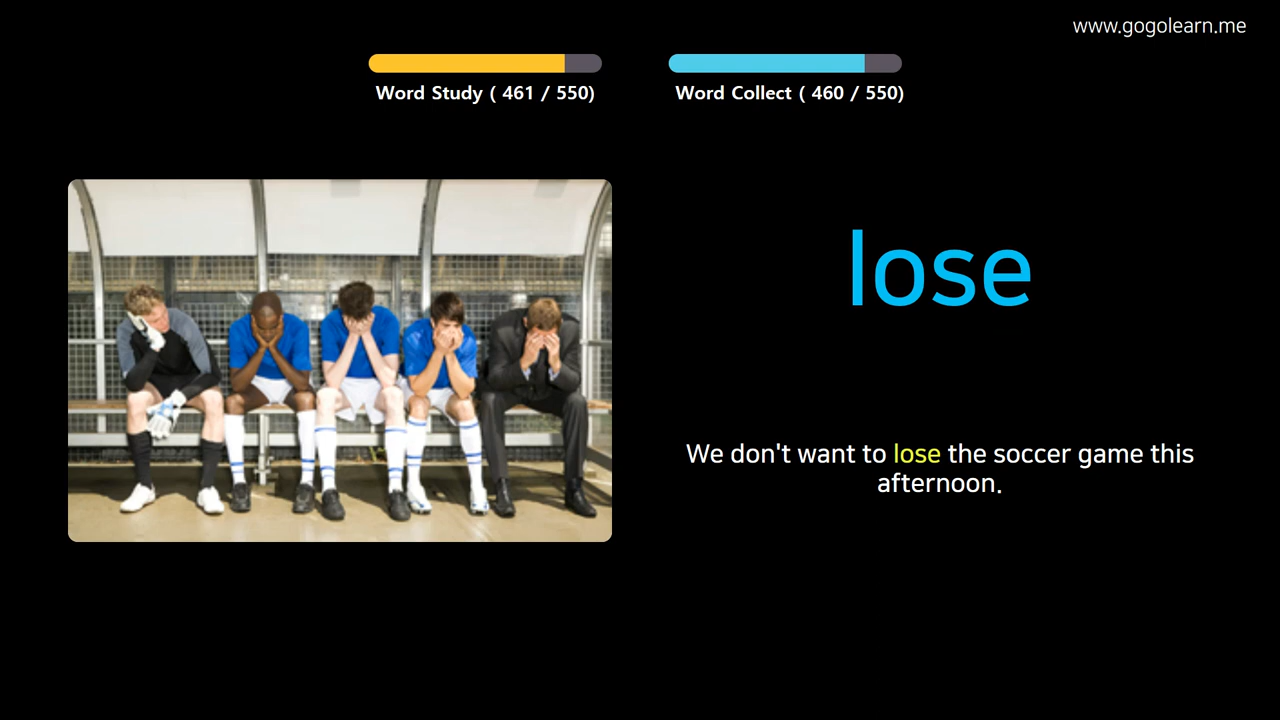 www.gogolearn.me
Word Study ( 461 / 550)
Word Collect ( 460 / 550)
lose
We don't want to lose the soccer game this
afternoon.